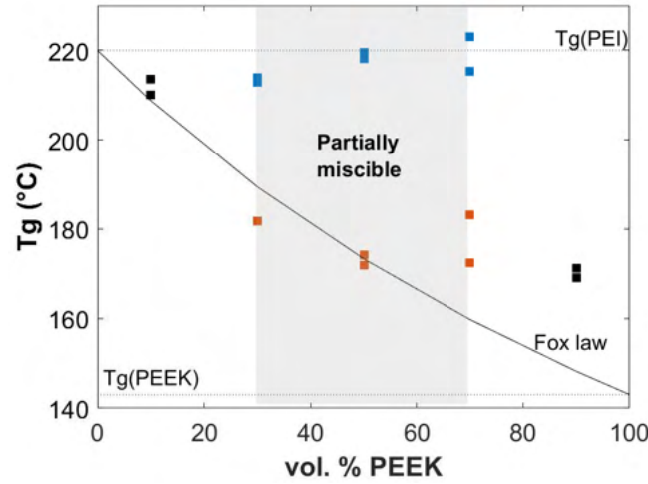 220
Tg(PEI)
200
Partially
miscible
Tg (°C)
180
160
Fox law
Tg(PEEK)
140
0 20 40 60 80 100
vol. % PEEK